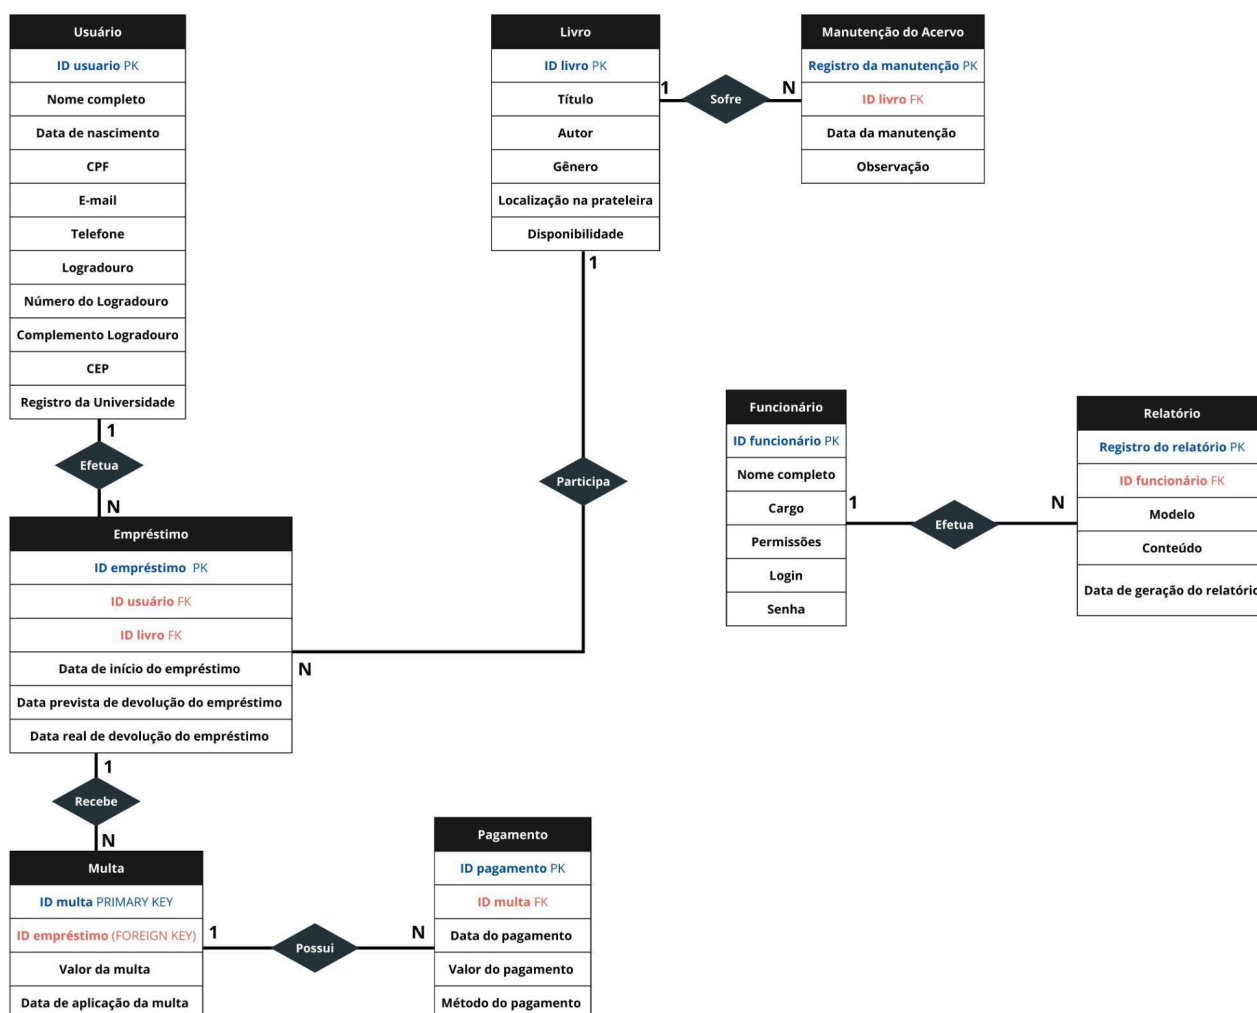 Usuário
ID usuario PK
Nome completo
Data de nascimento
CPF
E-mail
Telefone
Logradouro
Número do Logradouro
Complemento Logradouro
CEP
Registro da Universidade
1
Efetua
N
Empréstimo
ID empréstimo PK
ID usuário FK
ID livro FK
Data de início do empréstimo
Data prevista de devolução do empréstimo
Data real de devolução do empréstimo
1
Recebe
N
Multa
ID multa PRIMARY KEY
ID empréstimo (FOREIGN KEY)
Valor da multa
Data de aplicação da multa
1
Possui
N
Pagamento
ID pagamento PK
ID multa FK
Data do pagamento
Valor do pagamento
Método do pagamento
Livro
ID livro PK
Título
Autor
Gênero
Localização na prateleira
Disponibilidade
1
Participa
N
1
Sofre
N
Manutenção do Acervo
Registro da manutenção PK
ID livro FK
Data da manutenção
Observação
Funcionário
ID funcionário PK
Nome completo
Cargo
Permissões
Login
Senha
1
Efetua
N
Relatório
Registro do relatório PK
ID funcionário FK
Modelo
Conteúdo
Data de geração do relatório